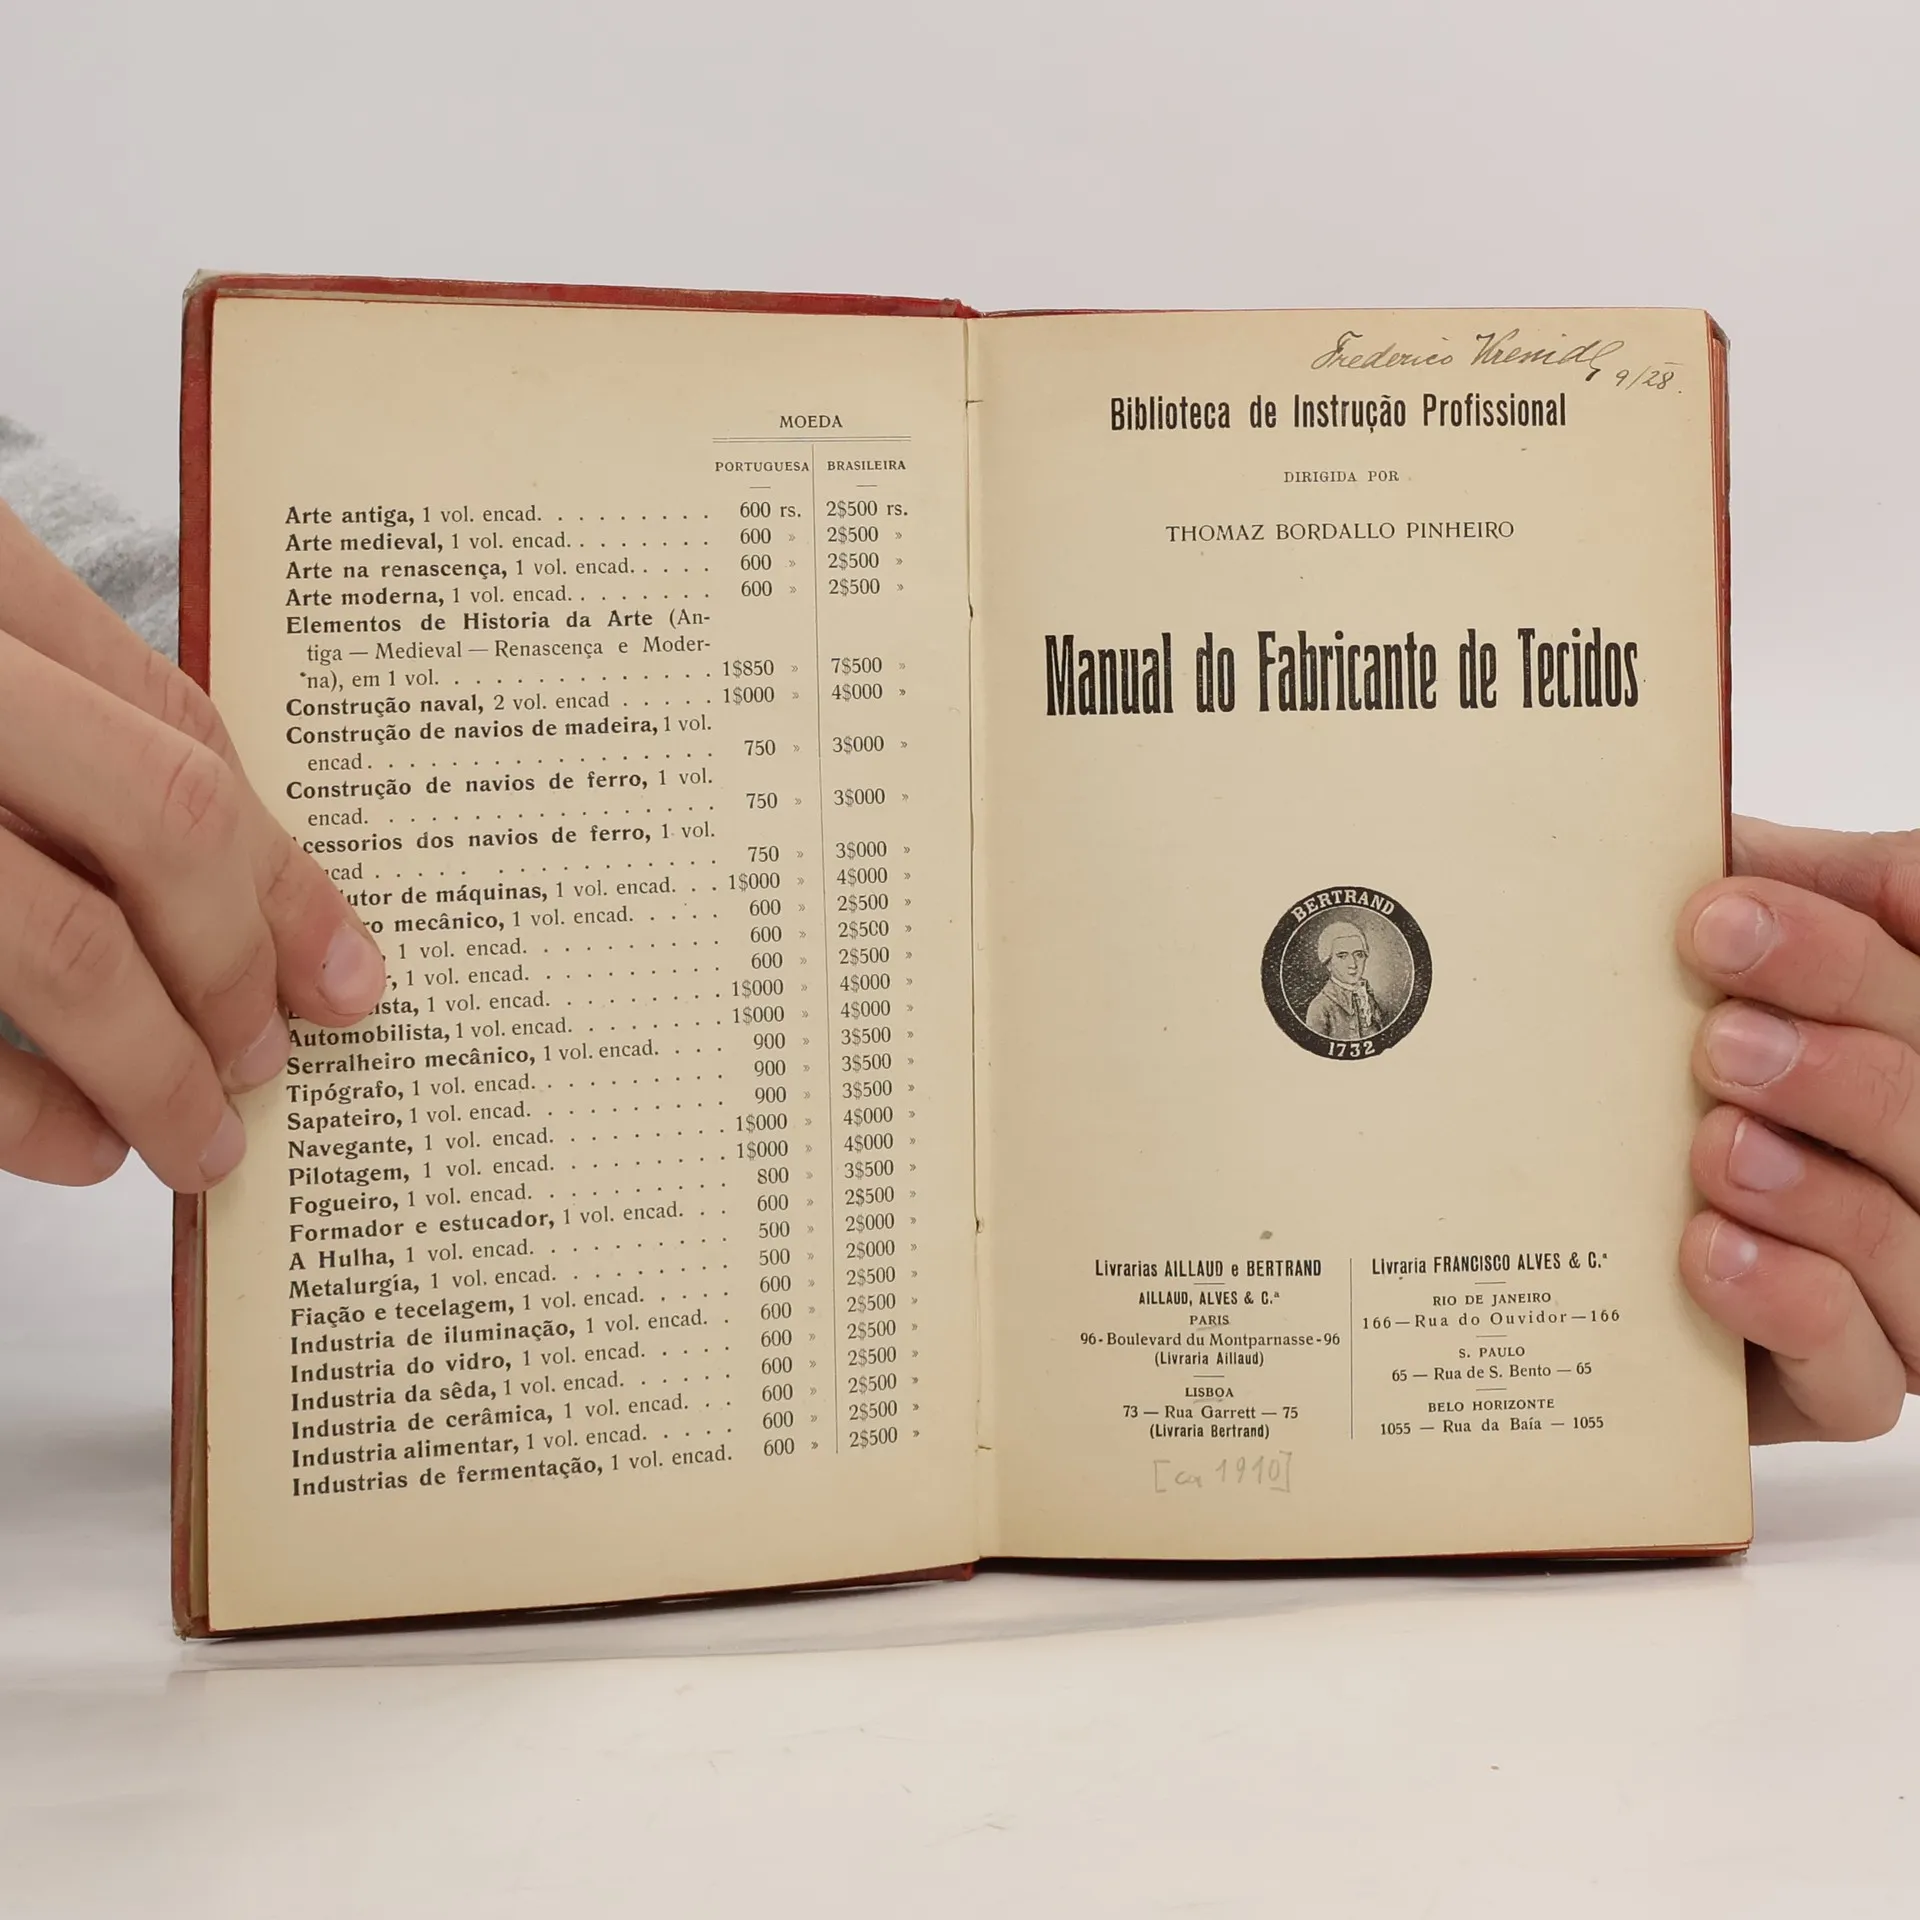 MOEDA
PORTUGUESA BRASILEIRA
Arte antiga, 1 vol. encad. . . . . . . . . 600 rs. 2$500 rs.
Arte medieval, 1 vol. encad. . . . . . . . 600 » 2$500 »
Arte na renascença, 1 vol. encad. . . . . 600 » 2$500 »
Arte moderna, 1 vol. encad. . . . . . . . 600 » 2$500 »
Elementos de Historia da Arte (An-
tiga — Medieval — Renascença e Moder-
na), em 1 vol. . . . . . . . . . . . . . 1$850 » 7$500 »
Construção naval, 2 vol. encad . . . . . 1$000 » 4$000 »
Construção de navios de madeira, 1 vol.
encad. . . . . . . . . . . . . . . . . 750 » 3$000 »
Construção de navios de ferro, 1 vol.
encad. . . . . . . . . . . . . . . . . 750 » 3$000 »
cessorios dos navios de ferro, 1 vol.
cad . . . . . . . . . . . . . . . . 750 » 3$000 »
utor de máquinas, 1 vol. encad. . . 1$000 » 4$000 »
ro mecânico, 1 vol. encad. . . . . 600 » 2$500 »
, 1 vol. encad. . . . . . . . . . 600 » 2$500 »
r, 1 vol. encad. . . . . . . . . . 600 » 2$500 »
ista, 1 vol. encad. . . . . . . . . 1$000 » 4$000 »
Automobilista, 1 vol. encad. . . . . . . . 1$000 » 4$000 »
Serralheiro mecânico, 1 vol. encad. . . . 900 » 3$500 »
Tipógrafo, 1 vol. encad. . . . . . . . . . 900 » 3$500 »
Sapateiro, 1 vol. encad. . . . . . . . . . 900 » 3$500 »
Navegante, 1 vol. encad. . . . . . . . . 1$000 » 4$000 »
Pilotagem, 1 vol. encad. . . . . . . . . 1$000 » 4$000 »
Fogueiro, 1 vol. encad. . . . . . . . . . 800 » 3$500 »
Formador e estucador, 1 vol. encad. . . 600 » 2$500 »
A Hulha, 1 vol. encad. . . . . . . . . . 500 » 2$000 »
Metalurgía, 1 vol. encad. . . . . . . . . 500 » 2$000 »
Fiação e tecelagem, 1 vol. encad. . . . . 600 » 2$500 »
Industria de iluminação, 1 vol. encad. . 600 » 2$500 »
Industria do vidro, 1 vol. encad. . . . . 600 » 2$500 »
Industria da sêda, 1 vol. encad. . . . . . 600 » 2$500 »
Industria de cerâmica, 1 vol. encad. . . 600 » 2$500 »
Industria alimentar, 1 vol. encad. . . . . 600 » 2$500 »
Industrias de fermentação, 1 vol. encad. 600 » 2$500 »
Frederico
9/28.
Biblioteca de Instrução Profissional
DIRIGIDA POR
THOMAZ BORDALLO PINHEIRO
Manual do Fabricante de Tecidos
BERTRAND
1732
Livrarias AILLAUD e BERTRAND
AILLAUD, ALVES & C.ª
PARIS
96-Boulevard du Montparnasse-96
(Livraria Aillaud)
LISBOA
73 — Rua Garrett — 75
(Livraria Bertrand)
[ca 1910]
Livraria FRANCISCO ALVES & C.ª
RIO DE JANEIRO
166—Rua do Ouvidor—166
S. PAULO
65 — Rua de S. Bento — 65
BELO HORIZONTE
1055 — Rua da Baía — 1055